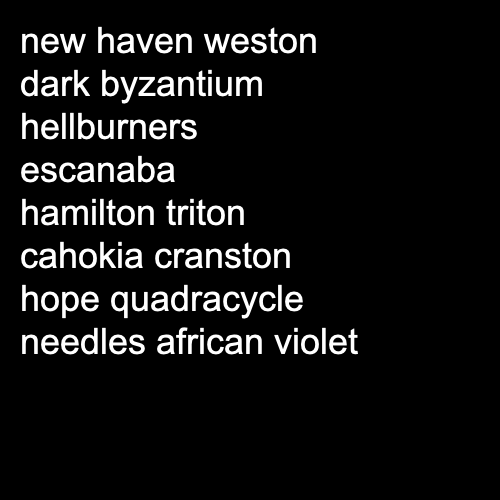 new haven weston
dark byzantium
hellburners
escanaba
hamilton triton
cahokia cranston
hope quadracycle
needles african violet